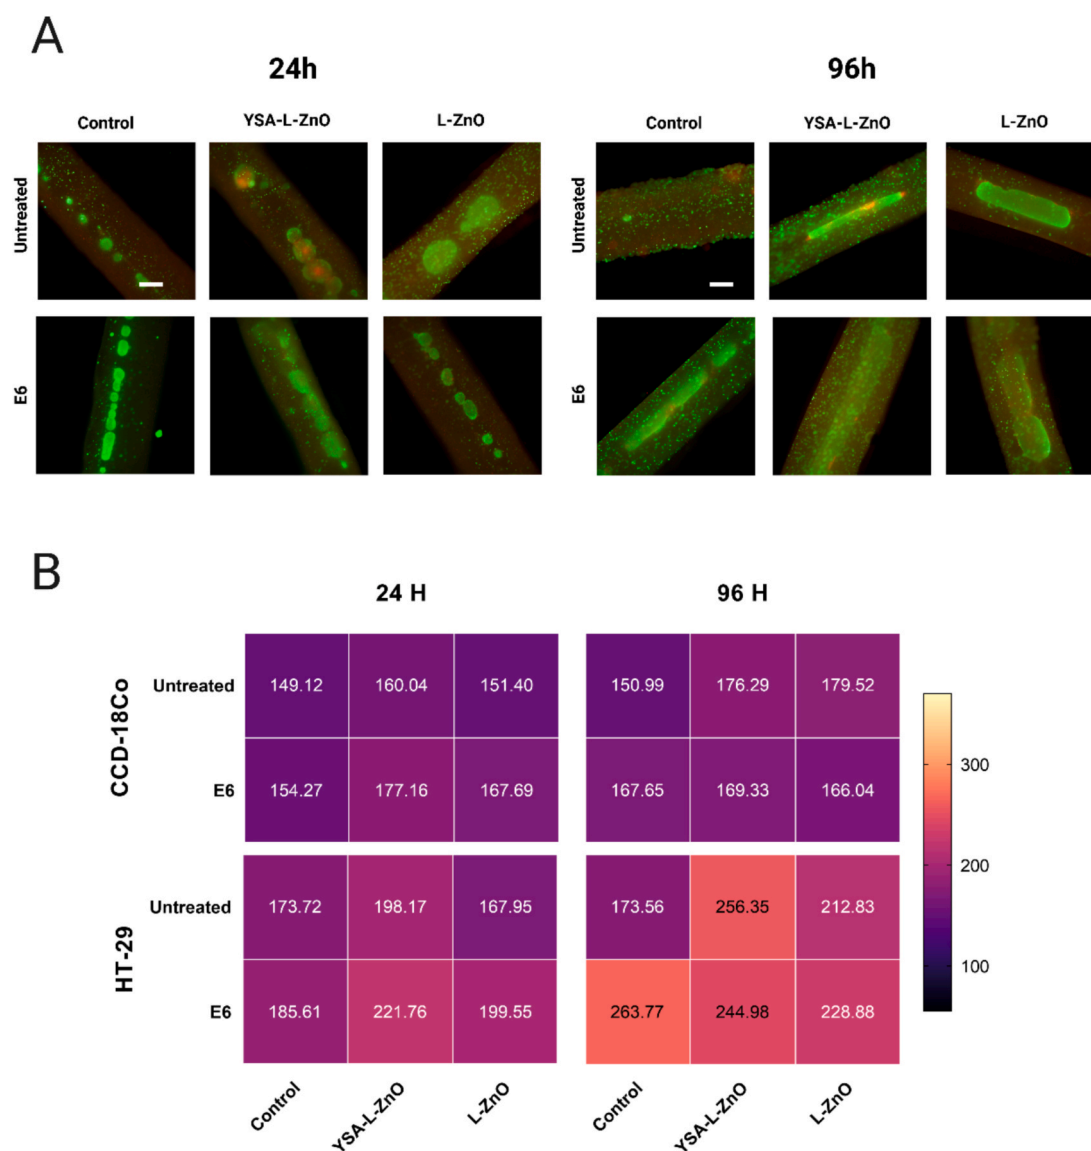 A
24h 96h
Control YSA-L-ZnO L-ZnO Control YSA-L-ZnO L-ZnO
Untreated Untreated
E6 E6
B
24 H 96 H
CCD-18Co
Untreated 149.12 160.04 151.40 150.99 176.29 179.52
E6 154.27 177.16 167.69 167.65 169.33 166.04
HT-29
Untreated 173.72 198.17 167.95 173.56 256.35 212.83
E6 185.61 221.76 199.55 263.77 244.98 228.88
Control YSA-L-ZnO L-ZnO Control YSA-L-ZnO L-ZnO
300
200
100